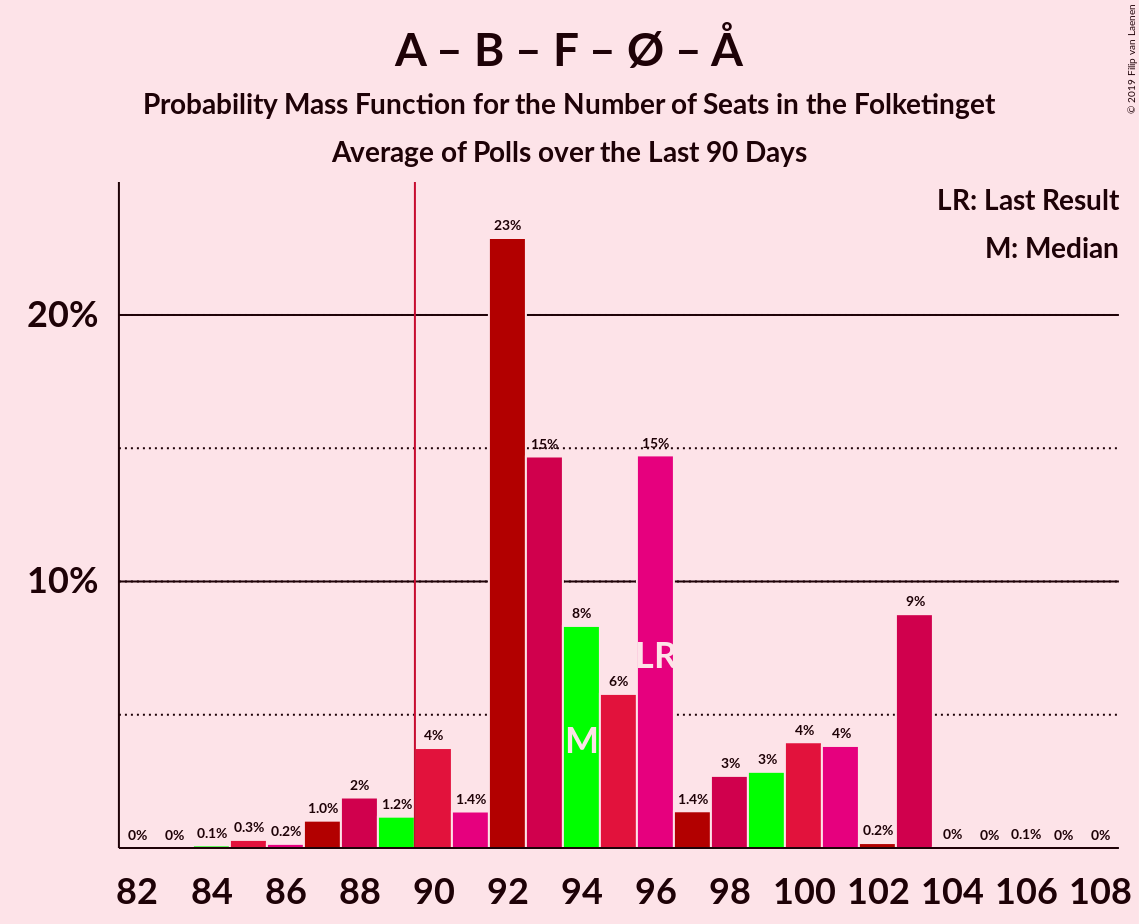 A – B – F – Ø – Å
Probability Mass Function for the Number of Seats in the Folketinget
Average of Polls over the Last 90 Days
© 2019 Filip van Laenen
LR: Last Result
M: Median
20%
10%
0% 0% 0.1% 0.3% 0.2% 1.0% 2% 1.2% 4% 1.4% 23% 15% 8% 6% 15% 1.4% 3% 3% 4% 4% 0.2% 9% 0% 0% 0.1% 0% 0%
LR
M
82 84 86 88 90 92 94 96 98 100 102 104 106 108